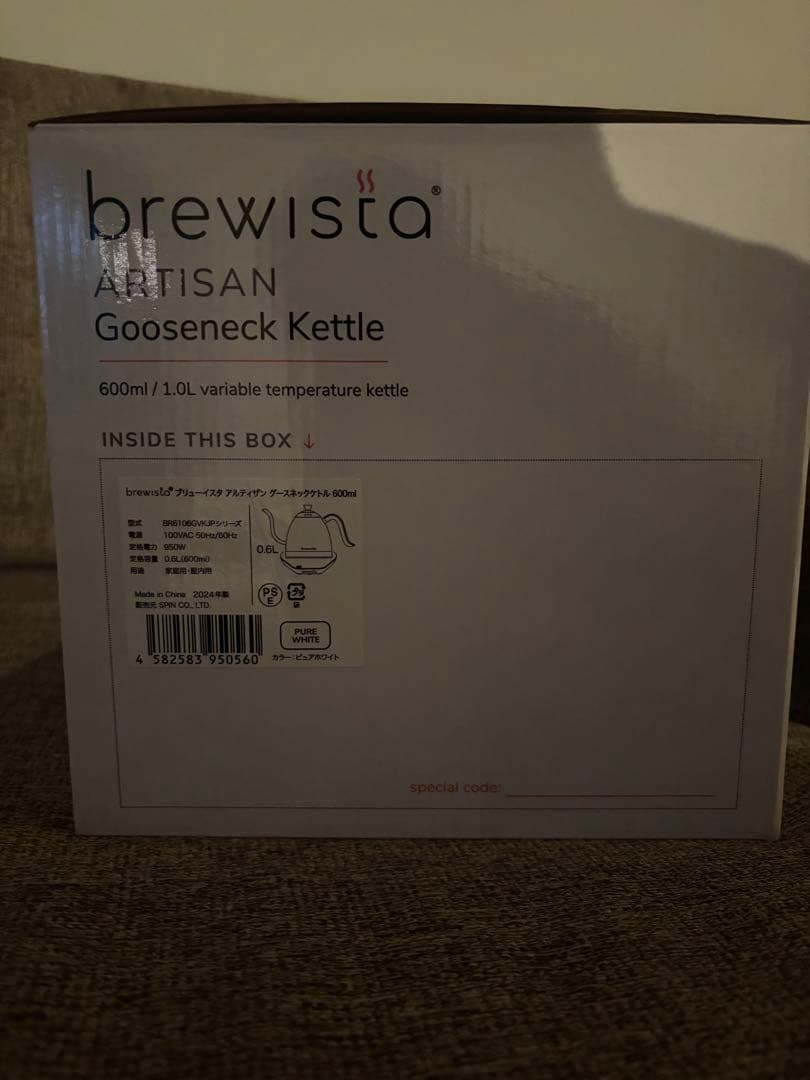 brewista®
ARTISAN
Gooseneck Kettle
600ml / 1.0L variable temperature kettle
INSIDE THIS BOX ↓
brewista® ブリューイスタ アルティザン グースネックケトル 600ml
型式 BR6106GVKJPシリーズ
電源 100VAC 50Hz/60Hz
定格電力 950W
定格容量 0.6L(600ml)
用途 家庭用・屋内用
0.6L
Made in China 2024年製
販売元 SPIN CO., LTD.
PS
E
プラ
袋
4 582583 950560
PURE
WHITE
カラー：ピュアホワイト
special code: